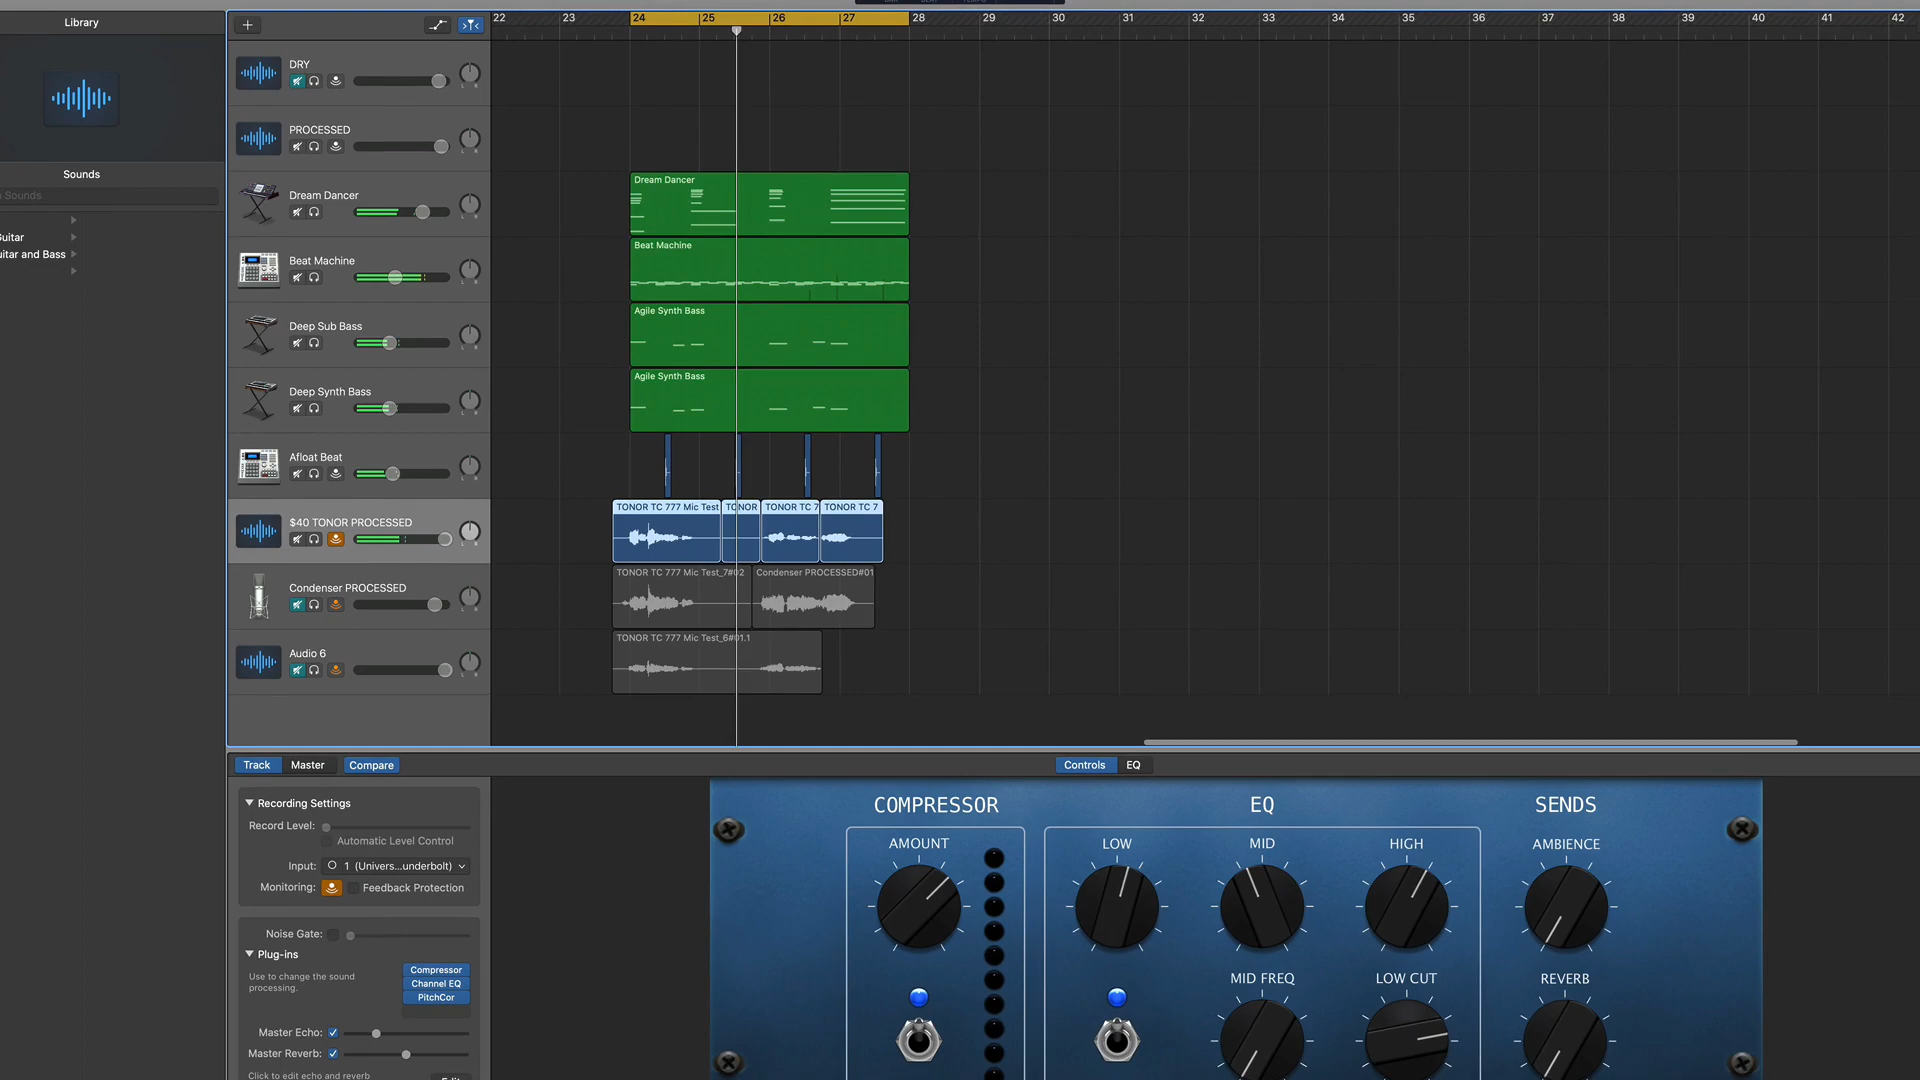 Library
Sounds
Sounds
uitar
uitar and Bass
22 23 24 25 26 27 28 29 30 31 32 33 34 35 36 37 38 39 40 41 42
DRY
L R
PROCESSED
L R
Dream Dancer
L R
Dream Dancer
Beat Machine
L R
Beat Machine
Deep Sub Bass
L R
Agile Synth Bass
Deep Synth Bass
L R
Agile Synth Bass
Afloat Beat
L R
$40 TONOR PROCESSED
L R
TONOR TC 777 Mic Test
TONOR
TONOR TC 7
TONOR TC 7
Condenser PROCESSED
L R
TONOR TC 777 Mic Test_7#02
Condenser PROCESSED#01
Audio 6
L R
TONOR TC 777 Mic Test_6#01.1
Track Master Compare
Controls EQ
Recording Settings
Record Level:
Automatic Level Control
Input: 1 (Univers...underbolt)
Monitoring: Feedback Protection
Noise Gate:
Plug-ins
Use to change the sound
processing.
Compressor
Channel EQ
PitchCor
Master Echo:
Master Reverb:
Click to edit echo and reverb
COMPRESSOR
AMOUNT
EQ
LOW MID HIGH
MID FREQ LOW CUT
SENDS
AMBIENCE
REVERB